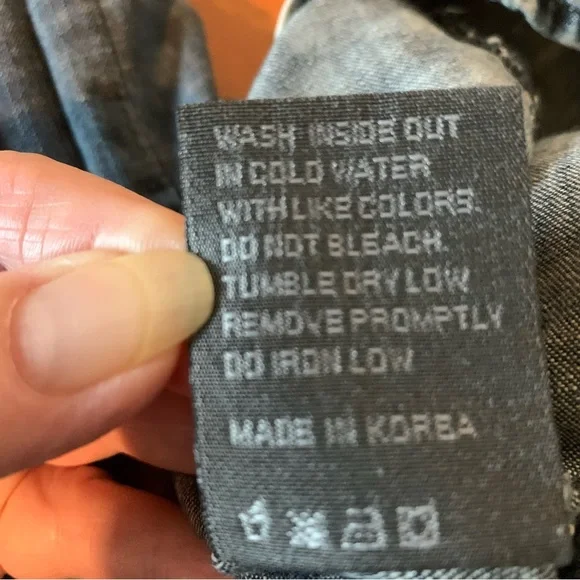 WASH INSIDE OUT
IN COLD WATER
WITH LIKE COLORS.
DO NOT BLEACH.
TUMBLE DRY LOW
REMOVE PROMPTLY
DO IRON LOW
MADE IN KOREA